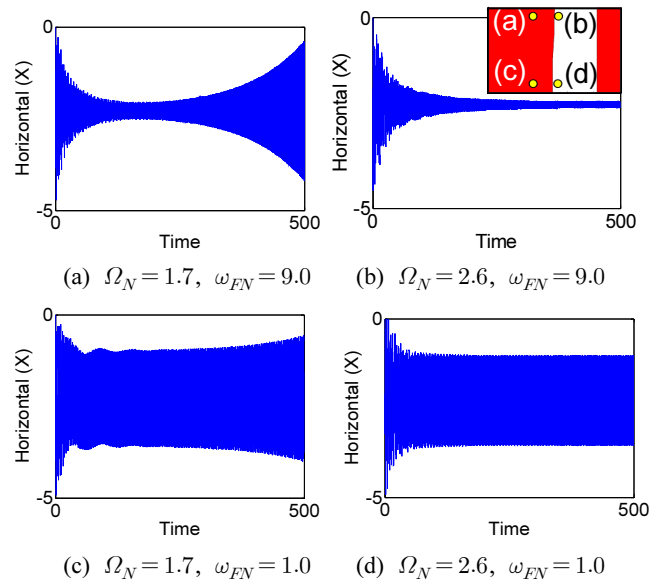 0
Horizontal (X)
-5
0
500
Time
(a) Ω_N = 1.7, ω_FN = 9.0
0
Horizontal (X)
-5
0
500
Time
(a)
(b)
(c)
(d)
(b) Ω_N = 2.6, ω_FN = 9.0
0
Horizontal (X)
-5
0
500
Time
(c) Ω_N = 1.7, ω_FN = 1.0
0
Horizontal (X)
-5
0
500
Time
(d) Ω_N = 2.6, ω_FN = 1.0